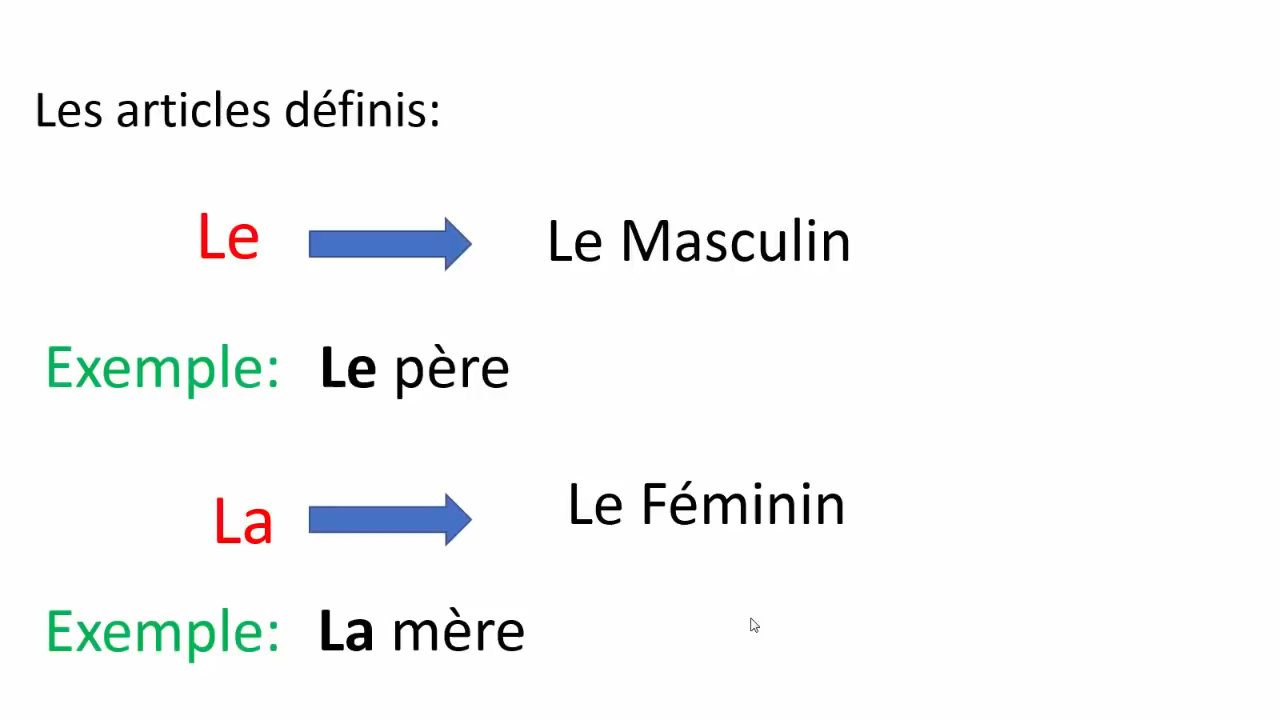 Les articles définis:
Le Le Masculin
Exemple: Le père
La Le Féminin
Exemple: La mère